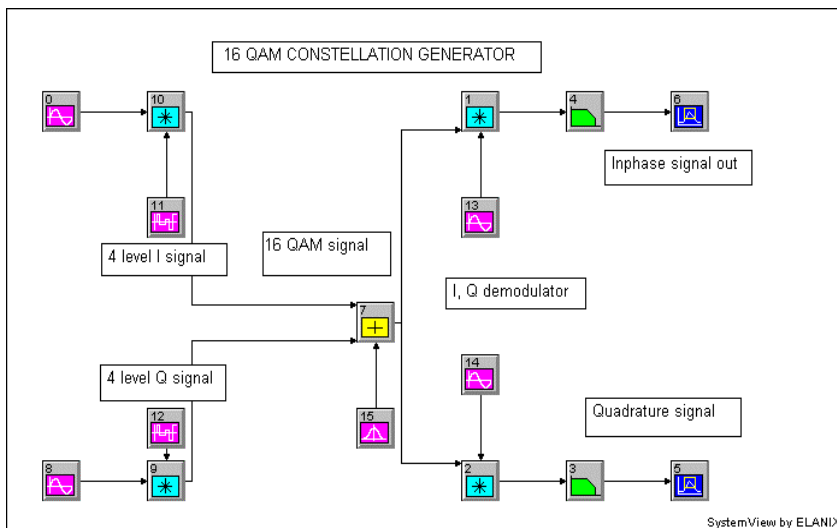 16 QAM CONSTELLATION GENERATOR
0
10
1
4
6
Inphase signal out
11
13
4 level I signal
16 QAM signal
I, Q demodulator
7
4 level Q signal
14
12
15
Quadrature signal
8
9
2
3
5
SystemView by ELANIX